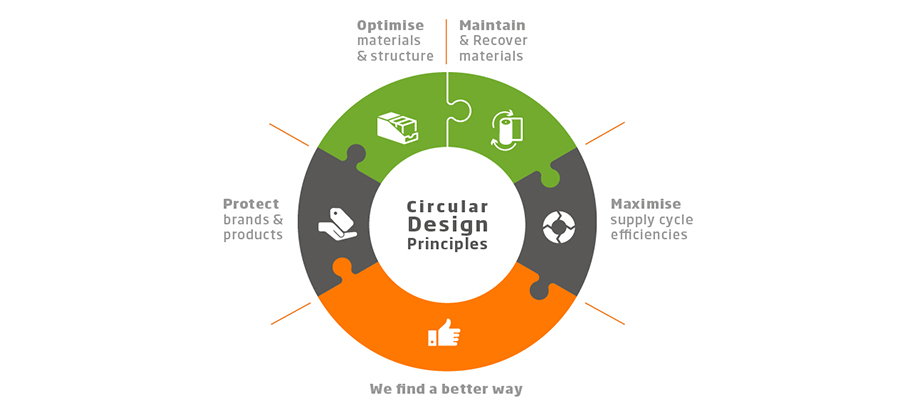 Optimise
materials
& structure
Maintain
& Recover
materials
Protect
brands &
products
Circular
Design
Principles
Maximise
supply cycle
efficiencies
We find a better way